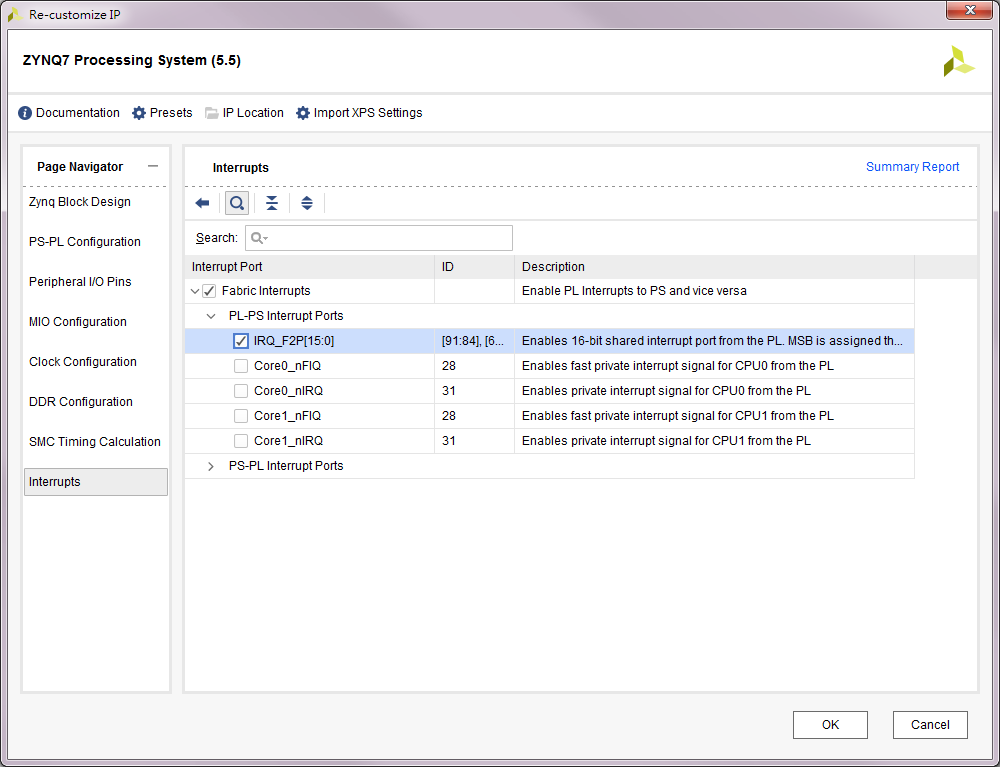 Re-customize IP
ZYNQ7 Processing System (5.5)
Documentation Presets IP Location Import XPS Settings
Page Navigator
Zynq Block Design
PS-PL Configuration
Peripheral I/O Pins
MIO Configuration
Clock Configuration
DDR Configuration
SMC Timing Calculation
Interrupts
Interrupts Summary Report
Search:
Interrupt Port ID Description
Fabric Interrupts Enable PL Interrupts to PS and vice versa
PL-PS Interrupt Ports
IRQ_F2P[15:0] [91:84], [6... Enables 16-bit shared interrupt port from the PL. MSB is assigned th...
Core0_nFIQ 28 Enables fast private interrupt signal for CPU0 from the PL
Core0_nIRQ 31 Enables private interrupt signal for CPU0 from the PL
Core1_nFIQ 28 Enables fast private interrupt signal for CPU1 from the PL
Core1_nIRQ 31 Enables private interrupt signal for CPU1 from the PL
PS-PL Interrupt Ports
OK Cancel